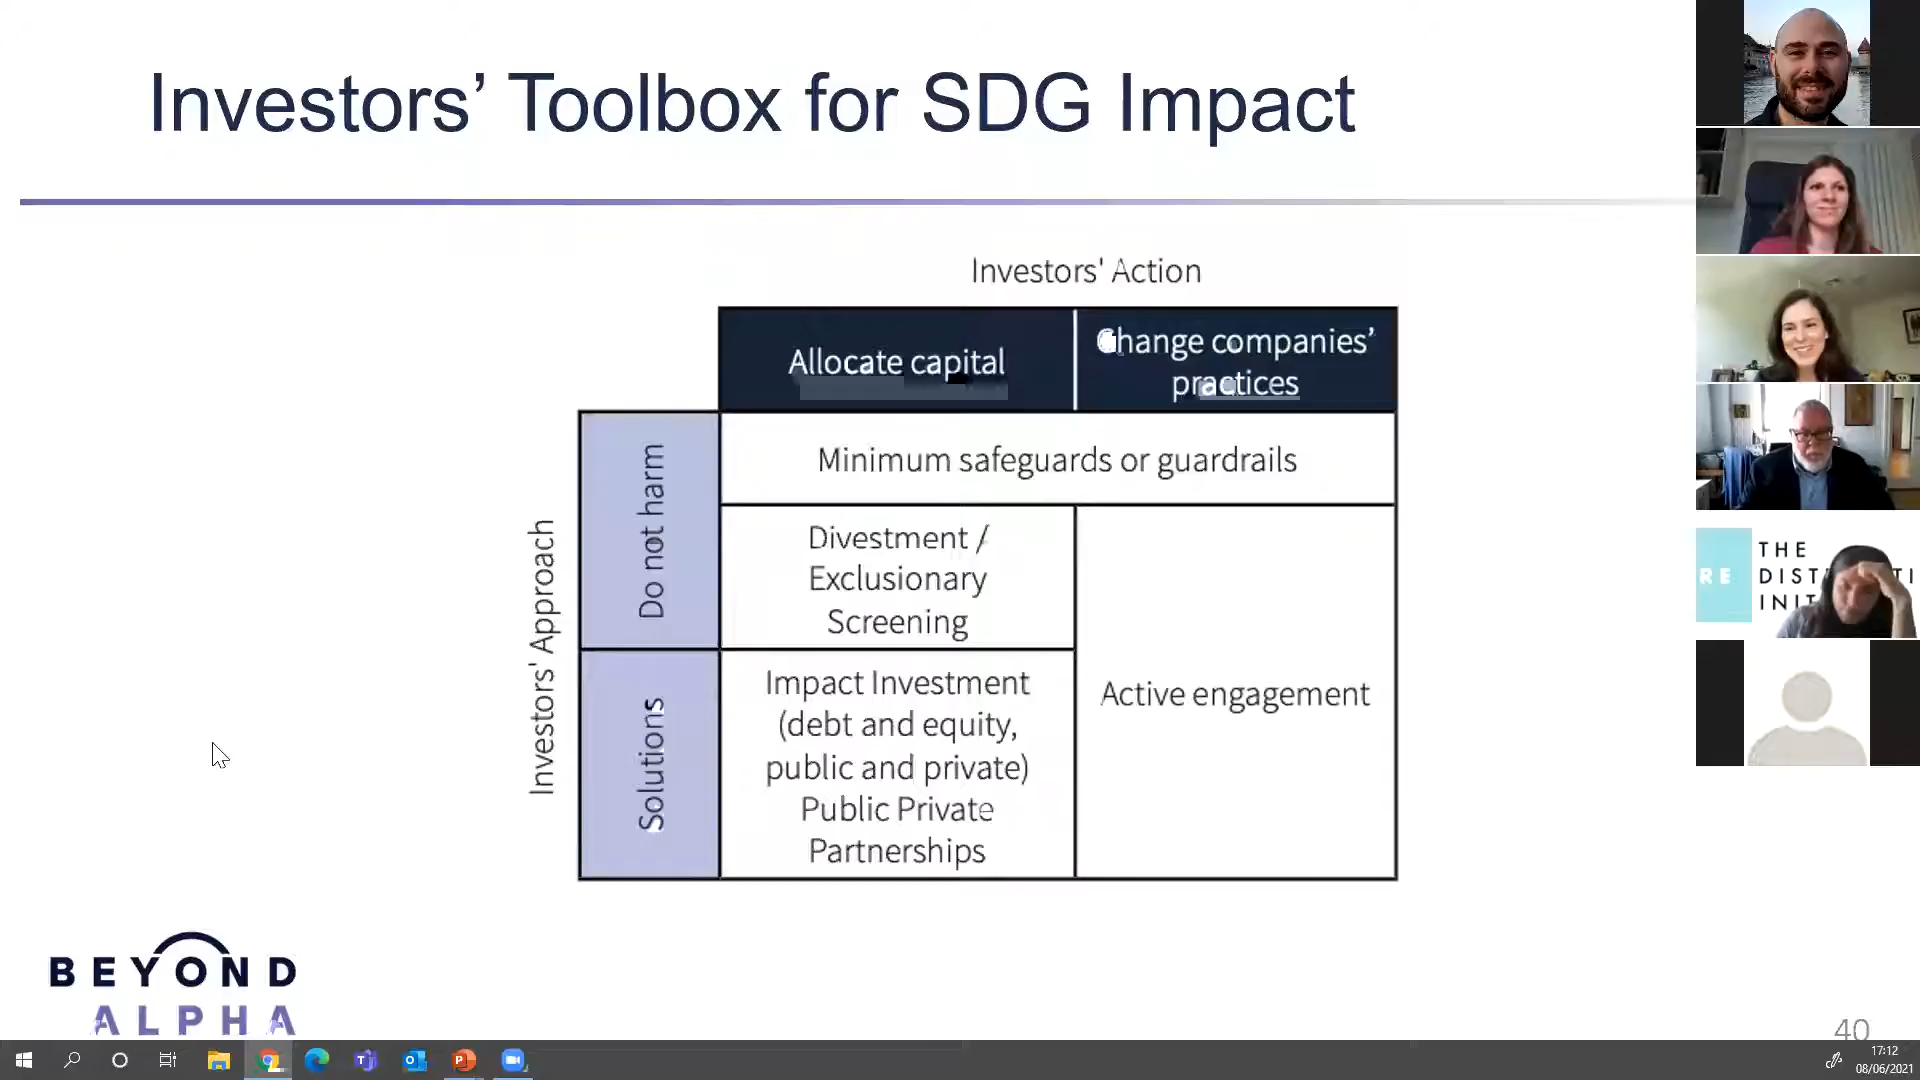 Investors’ Toolbox for SDG Impact
Investors' Action
Allocate capital
Change companies’
practices
Investors' Approach
Do not harm
Minimum safeguards or guardrails
Divestment /
Exclusionary
Screening
Solutions
Impact Investment
(debt and equity,
public and private)
Public Private
Partnerships
Active engagement
BEYOND
ALPHA
40
RE
THE
INIT
17:12
08/06/2021